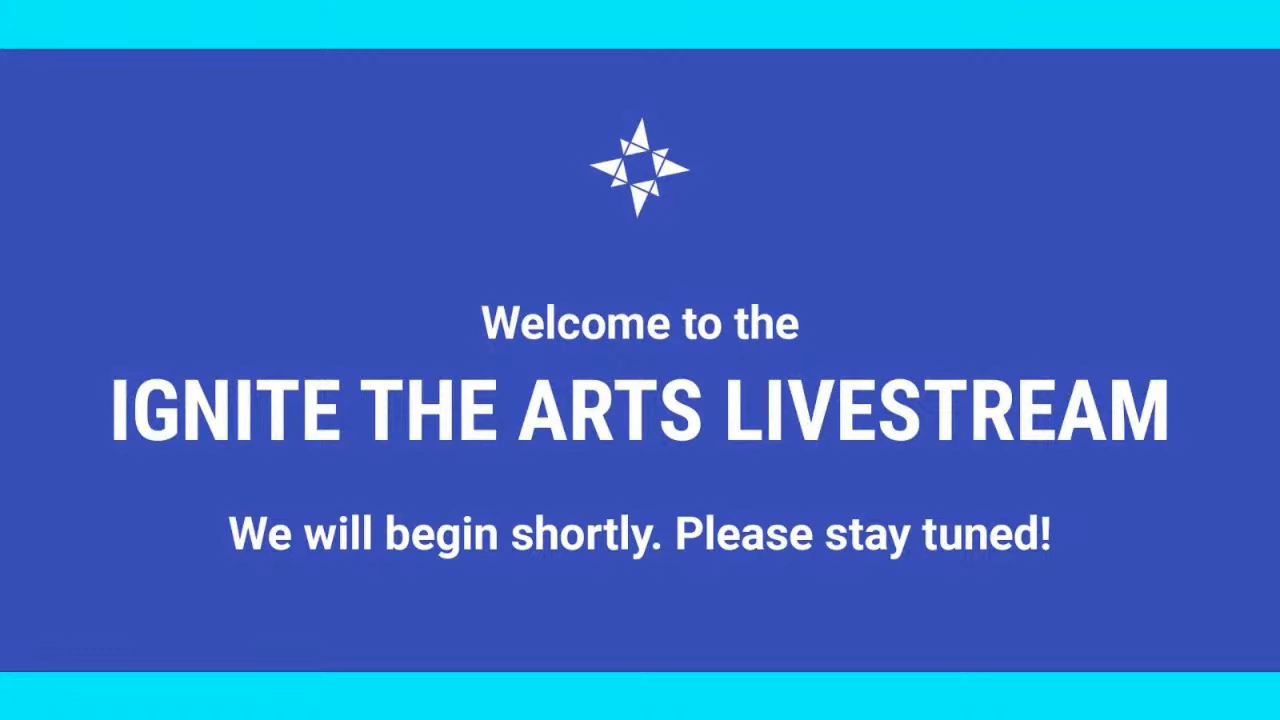 Welcome to the
IGNITE THE ARTS LIVESTREAM
We will begin shortly. Please stay tuned!